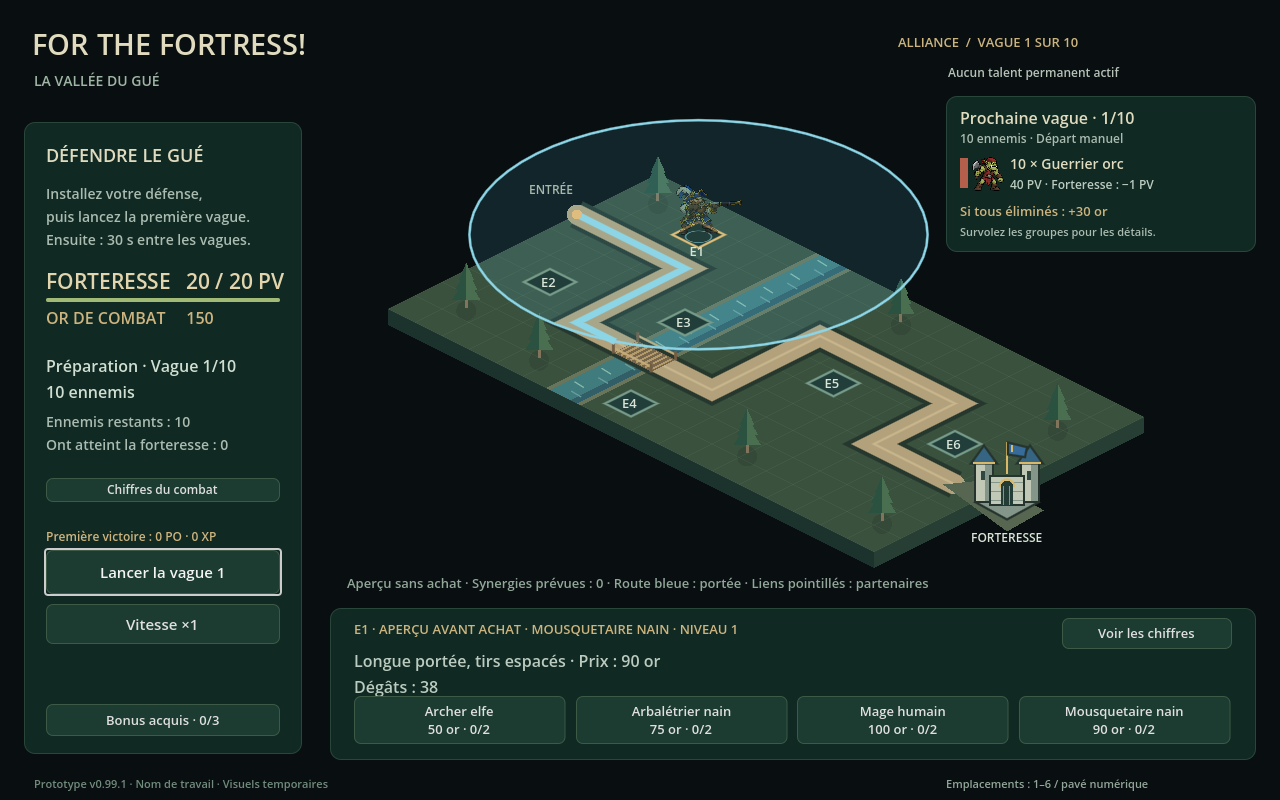 FOR THE FORTRESS!
LA VALLÉE DU GUÉ
ALLIANCE / VAGUE 1 SUR 10
Aucun talent permanent actif
Prochaine vague · 1/10
10 ennemis · Départ manuel
10 × Guerrier orc
40 PV · Forteresse : −1 PV
Si tous éliminés : +30 or
Survolez les groupes pour les détails.
DÉFENDRE LE GUÉ
Installez votre défense,
puis lancez la première vague.
Ensuite : 30 s entre les vagues.
FORTERESSE 20 / 20 PV
OR DE COMBAT 150
Préparation · Vague 1/10
10 ennemis
Ennemis restants : 10
Ont atteint la forteresse : 0
Chiffres du combat
Première victoire : 0 PO · 0 XP
Lancer la vague 1
Vitesse ×1
Bonus acquis · 0/3
ENTRÉE
E1
E2
E3
E4
E5
E6
FORTERESSE
Aperçu sans achat · Synergies prévues : 0 · Route bleue : portée · Liens pointillés : partenaires
E1 · APERÇU AVANT ACHAT · MOUSQUETAIRE NAIN · NIVEAU 1
Voir les chiffres
Longue portée, tirs espacés · Prix : 90 or
Dégâts : 38
Archer elfe
50 or · 0/2
Arbalétrier nain
75 or · 0/2
Mage humain
100 or · 0/2
Mousquetaire nain
90 or · 0/2
Prototype v0.99.1 · Nom de travail · Visuels temporaires
Emplacements : 1–6 / pavé numérique